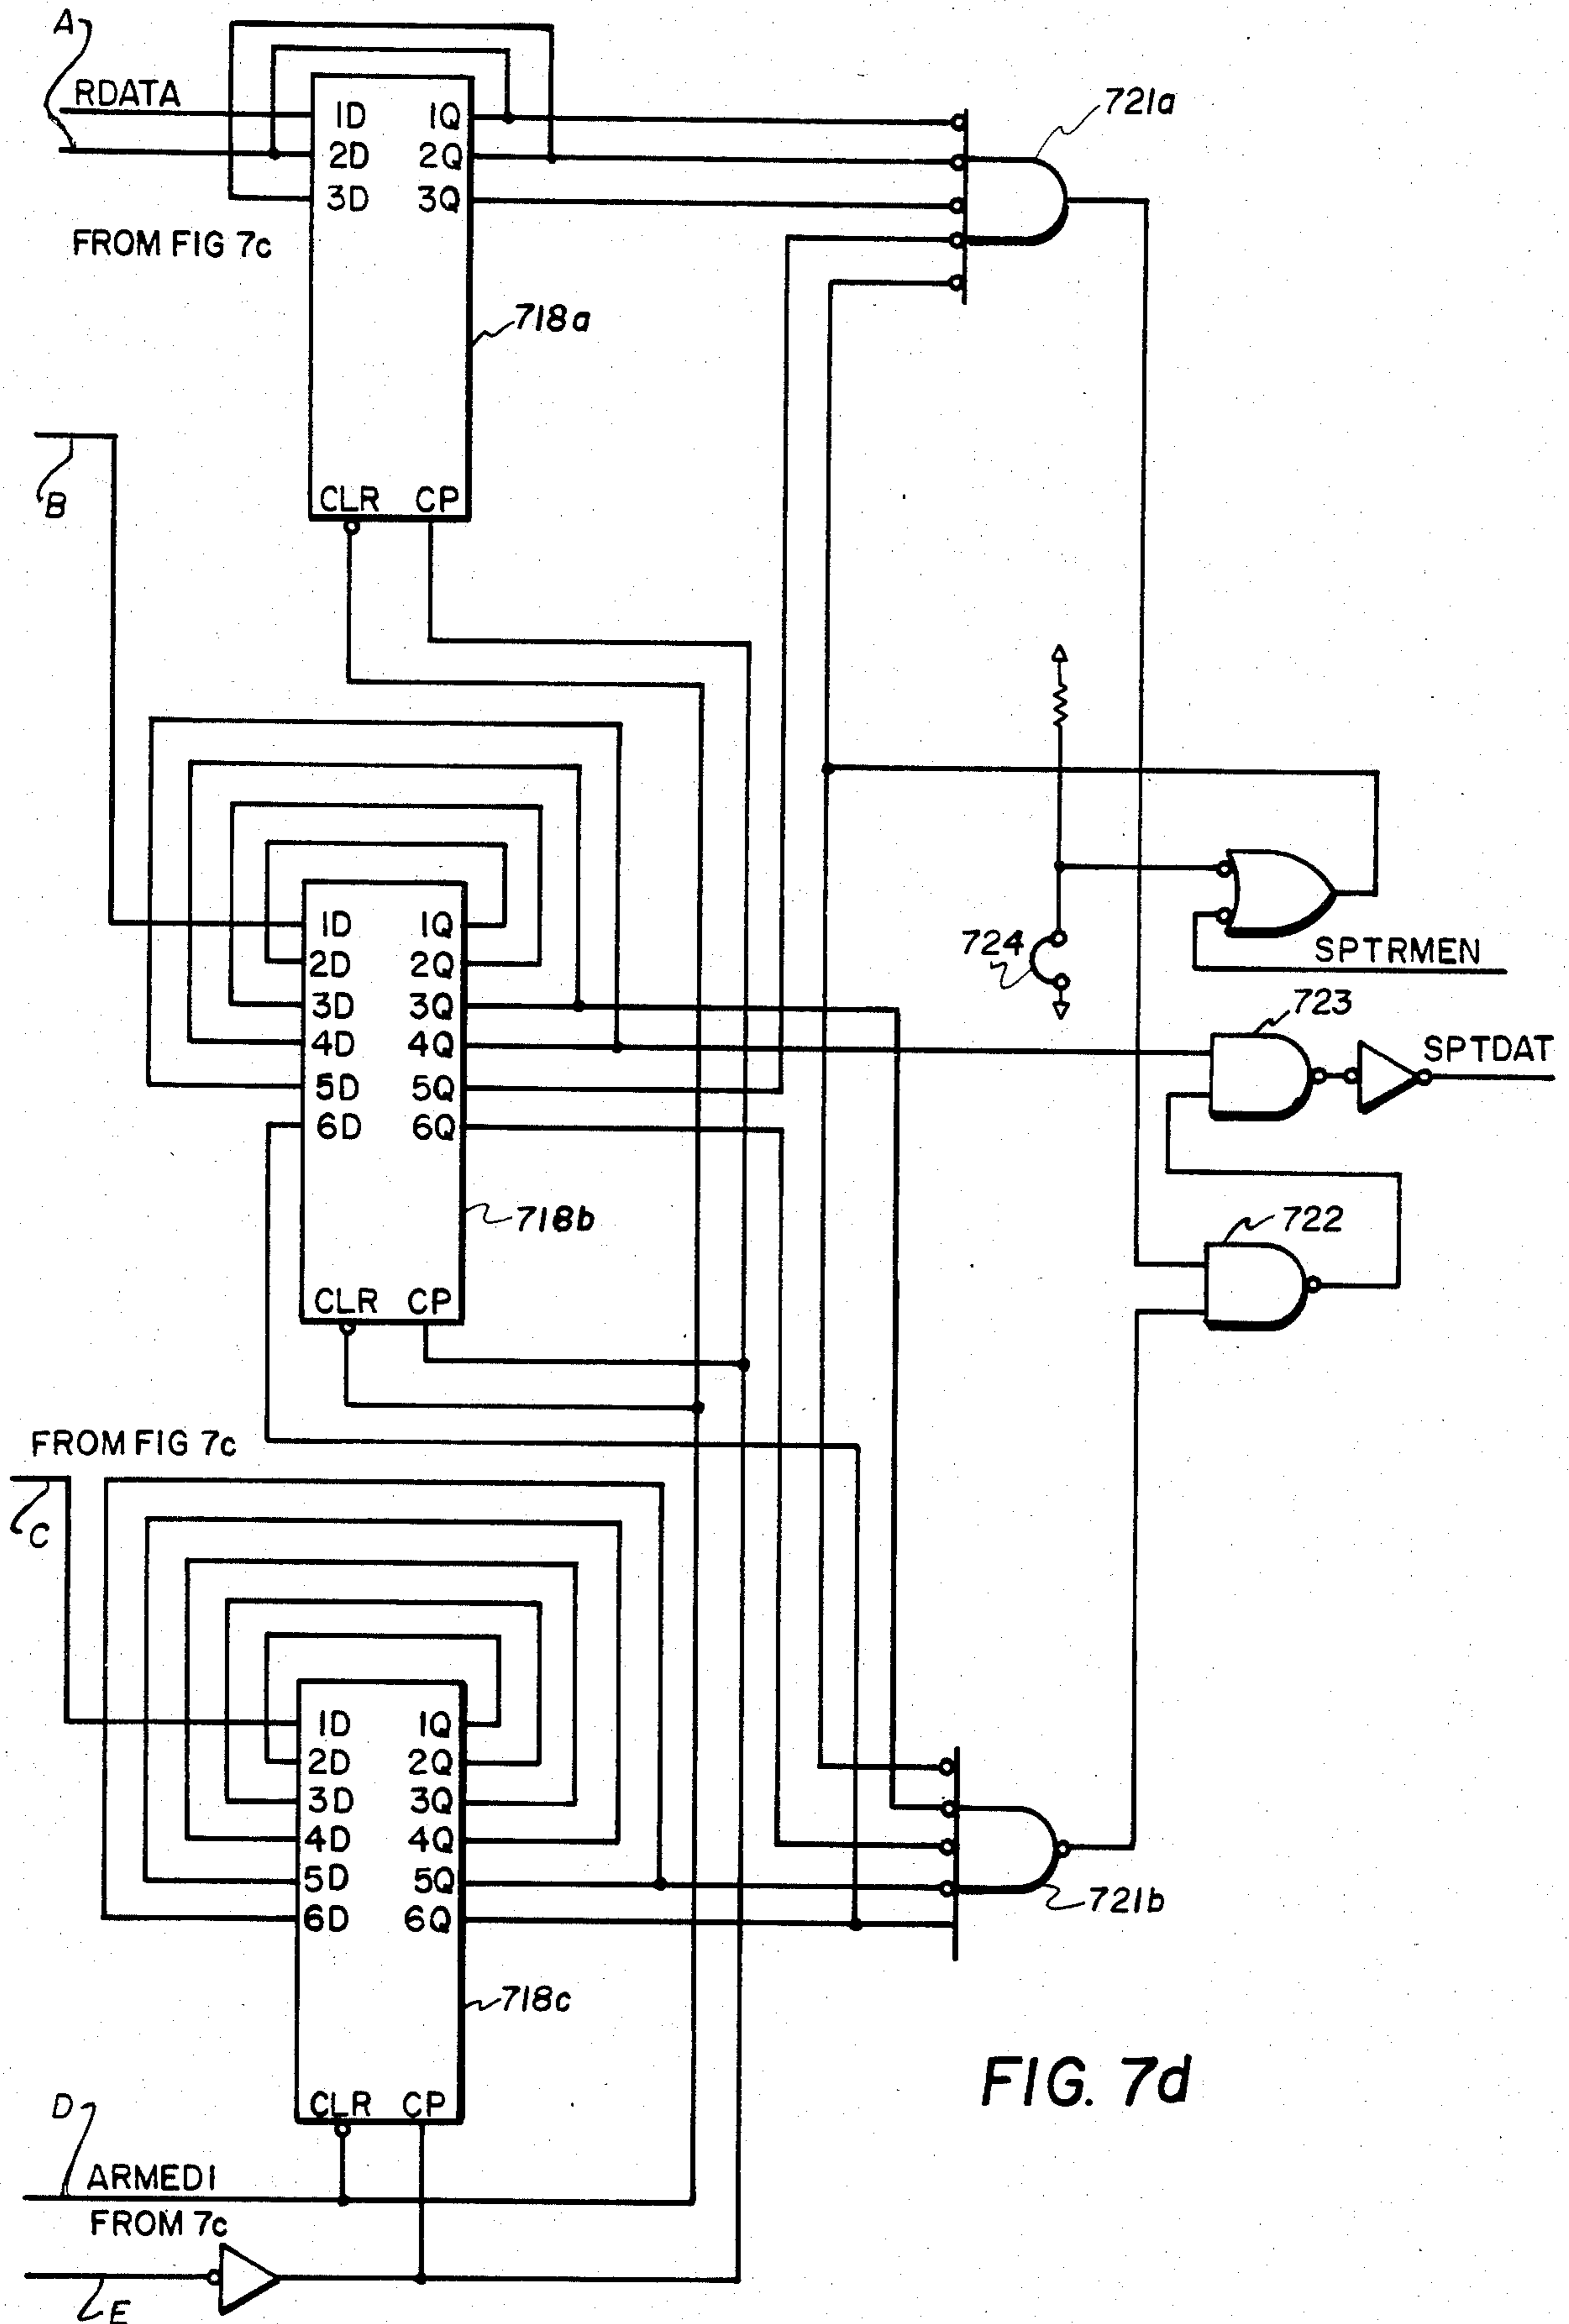 A
RDATA
1D 1Q
2D 2Q
3D 3Q
721a
FROM FIG 7c
718a
CLR CP
B
1D 1Q
2D 2Q
3D 3Q
4D 4Q
5D 5Q
6D 6Q
724
SPTRMEN
723
SPTDAT
718b
722
CLR CP
FROM FIG 7c
C
1D 1Q
2D 2Q
3D 3Q
4D 4Q
5D 5Q
6D 6Q
721b
718c
FIG. 7d
CLR CP
D
ARMED1
FROM 7c
E